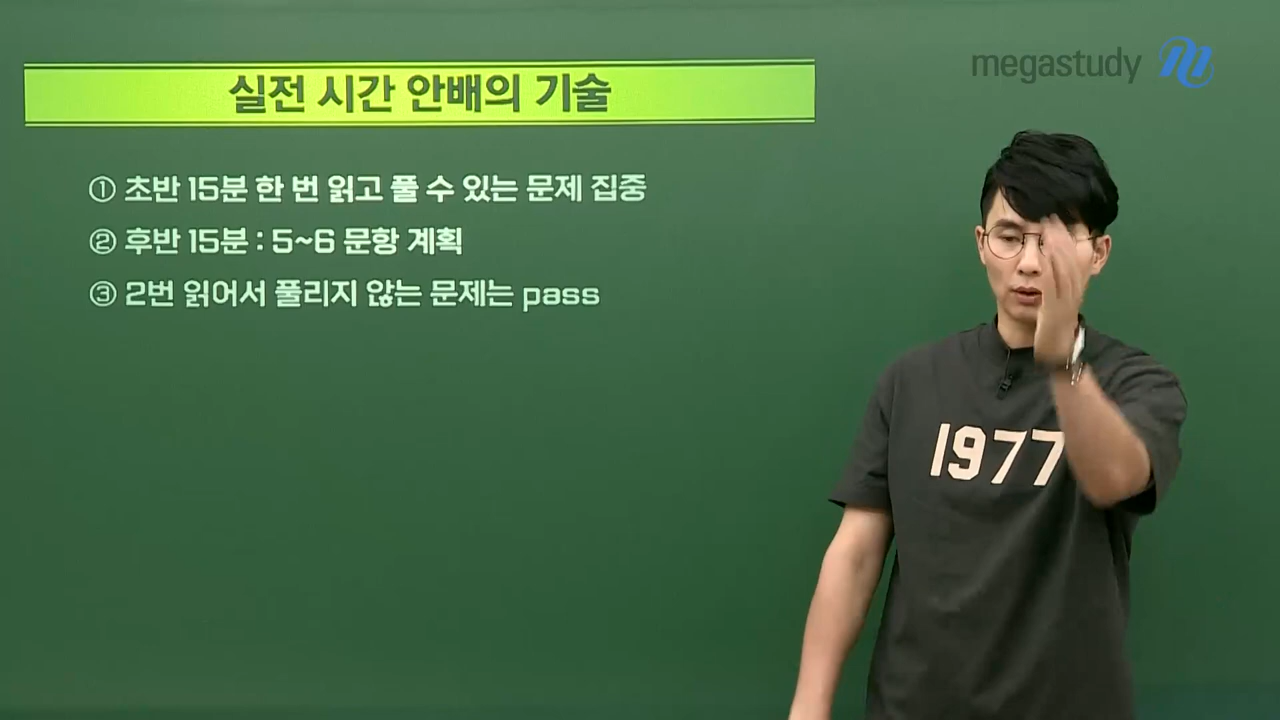 megastudy
실전 시간 안배의 기술
① 초반 15분 한 번 읽고 풀 수 있는 문제 집중
② 후반 15분 : 5~6 문항 계획
③ 2번 읽어서 풀리지 않는 문제는 pass
1977